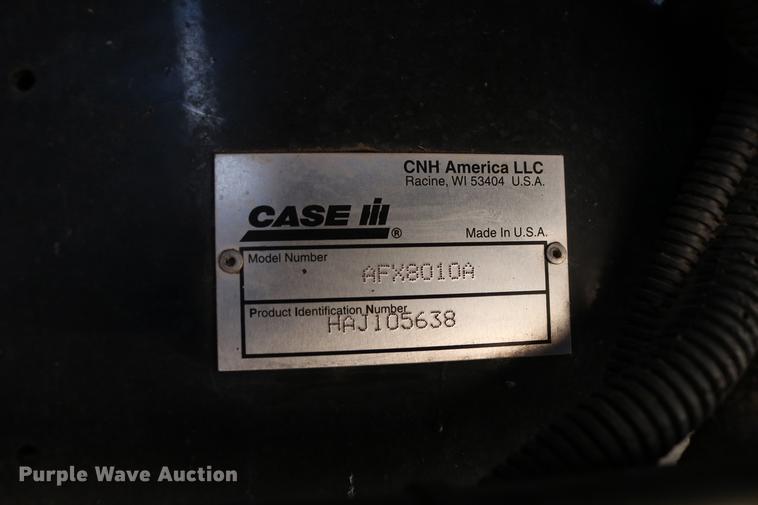 CNH America LLC
Racine, WI 53404 U.S.A.
CASE IH ®
Made In U.S.A.
Model Number
AFX8010A
Product Identification Number
HAJ105638
Purple Wave Auction